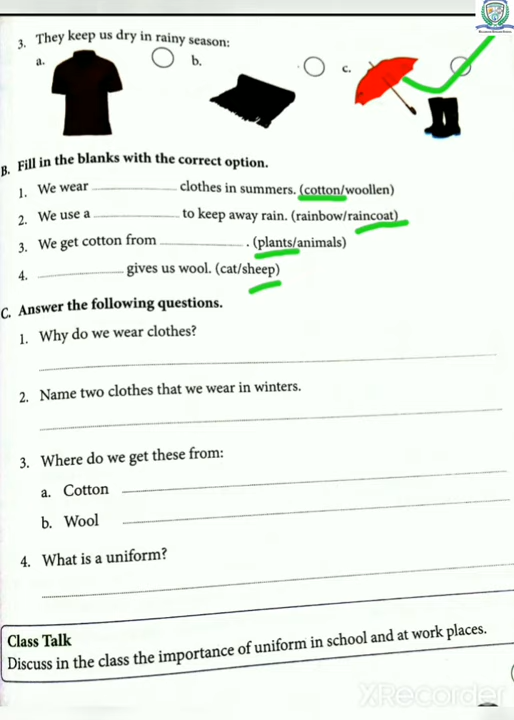 3. They keep us dry in rainy season:
a. b. c.
B. Fill in the blanks with the correct option.
1. We wear ______________ clothes in summers. (cotton/woollen)
2. We use a ______________ to keep away rain. (rainbow/raincoat)
3. We get cotton from ______________ . (plants/animals)
4. ______________ gives us wool. (cat/sheep)
C. Answer the following questions.
1. Why do we wear clothes?
2. Name two clothes that we wear in winters.
3. Where do we get these from:
a. Cotton
b. Wool
4. What is a uniform?
Class Talk
Discuss in the class the importance of uniform in school and at work places.
XRecorder